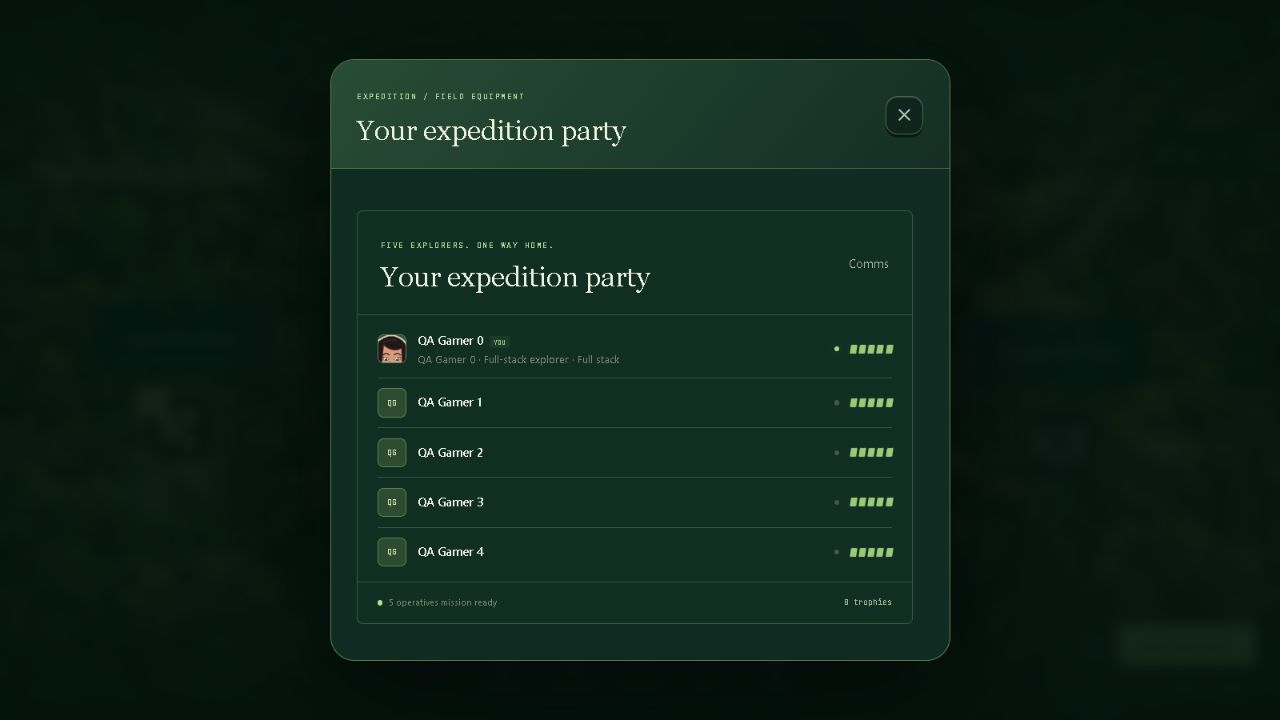 EXPEDITION / FIELD EQUIPMENT
Your expedition party
FIVE EXPLORERS. ONE WAY HOME.
Your expedition party
Comms
QA Gamer 0 YOU
QA Gamer 0 · Full-stack explorer · Full stack
QG QA Gamer 1
QG QA Gamer 2
QG QA Gamer 3
QG QA Gamer 4
5 operatives mission ready
0 trophies